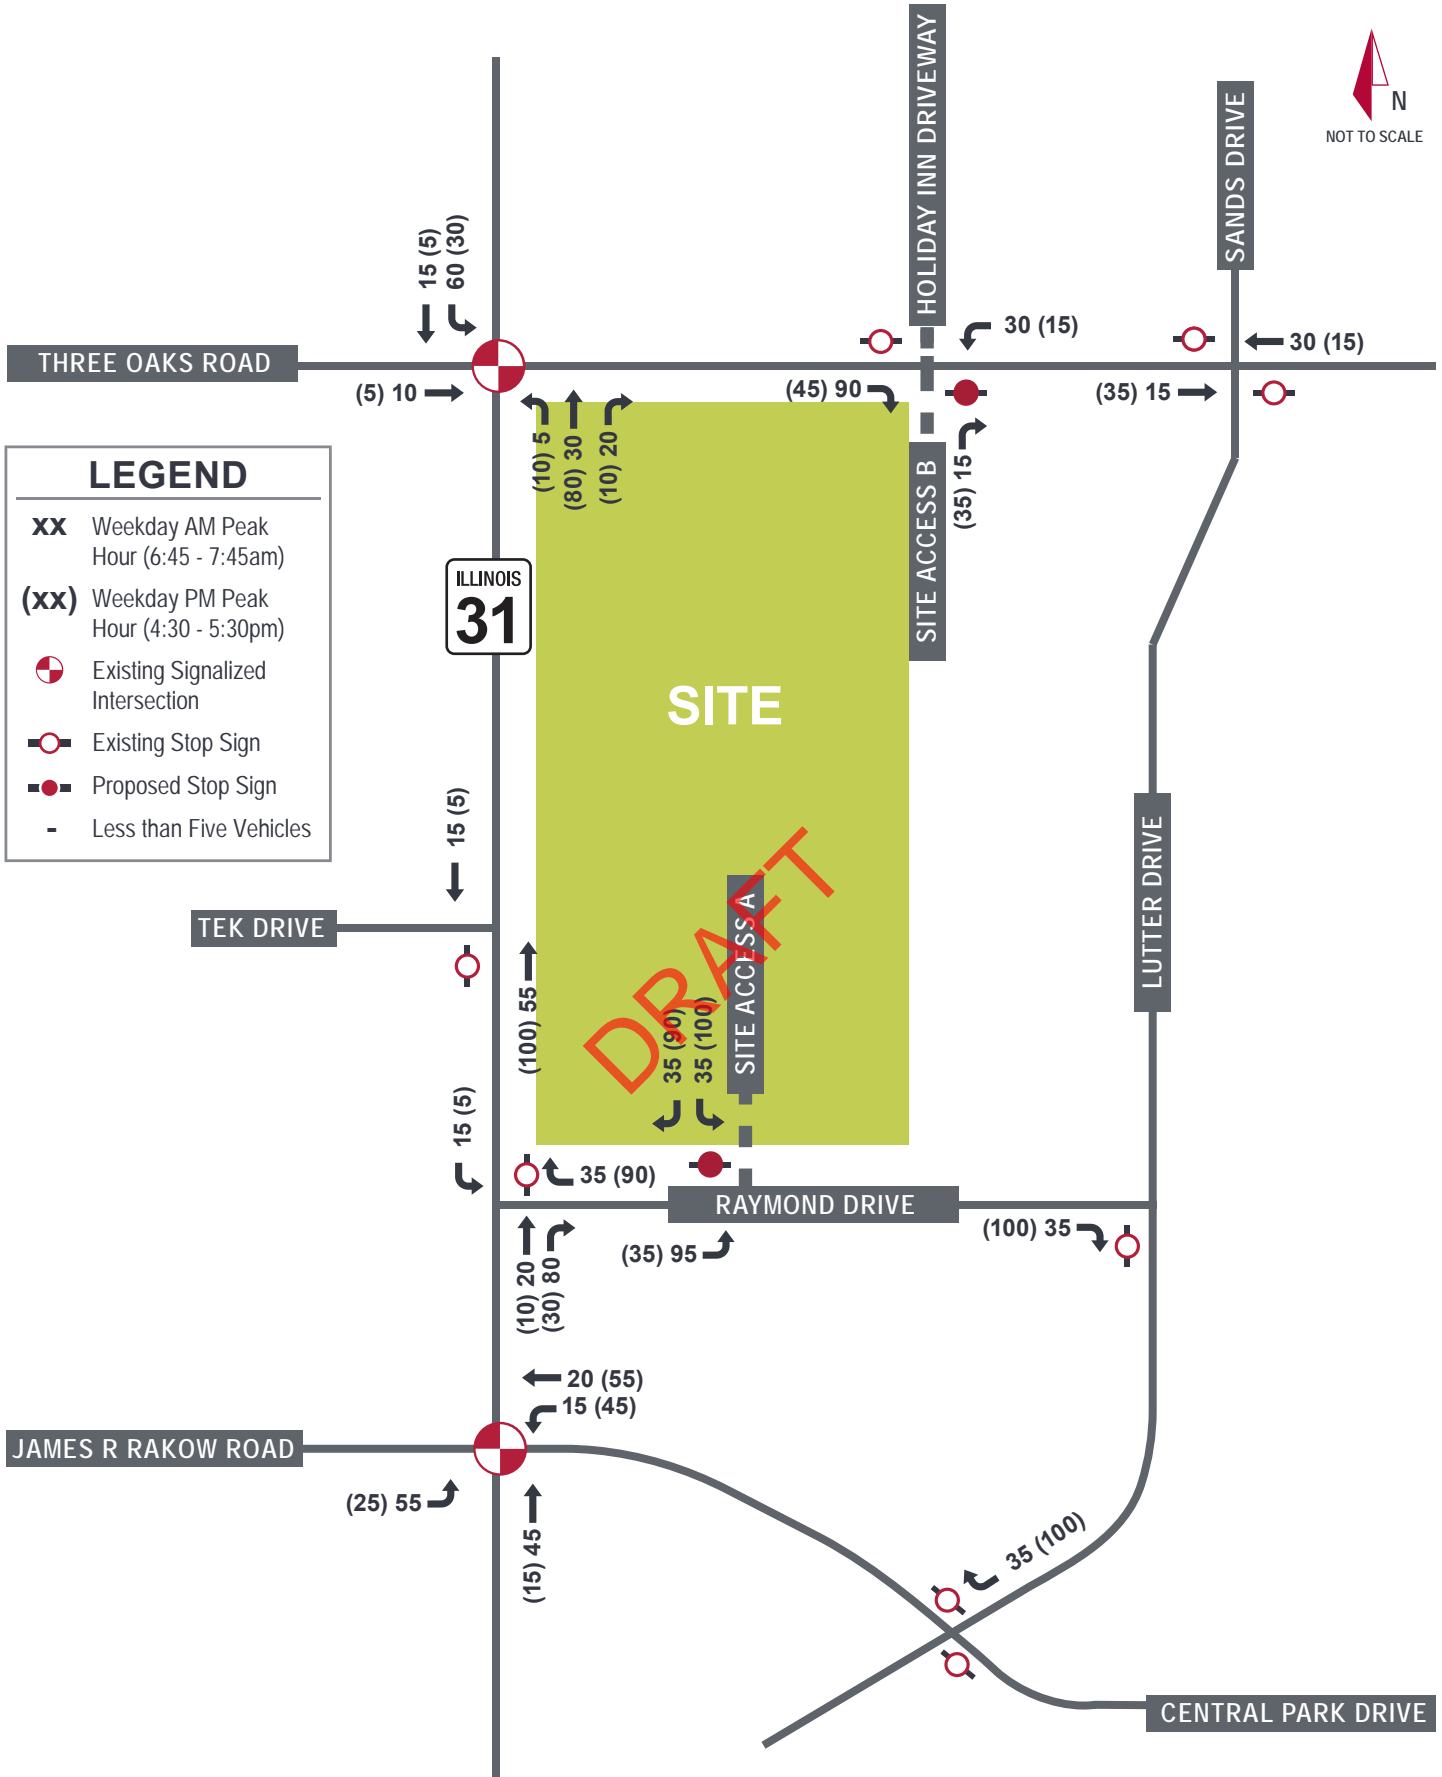 HOLIDAY INN DRIVEWAY
N
NOT TO SCALE
SANDS DRIVE
15 (5)
60 (30)
30 (15)
30 (15)
THREE OAKS ROAD
(5) 10
(45) 90
(35) 15
(10) 5
(80) 30
(10) 20
(35) 15
SITE ACCESS B
LEGEND
xx Weekday AM Peak
Hour (6:45 - 7:45am)
(xx) Weekday PM Peak
Hour (4:30 - 5:30pm)
Existing Signalized
Intersection
Existing Stop Sign
Proposed Stop Sign
- Less than Five Vehicles
ILLINOIS
31
SITE
15 (5)
TEK DRIVE
LUTTER DRIVE
SITE ACCESS A
DRAFT
(100) 55
35 (90)
35 (100)
15 (5)
35 (90)
RAYMOND DRIVE
(35) 95
(100) 35
(10) 20
(30) 80
20 (55)
15 (45)
JAMES R RAKOW ROAD
(25) 55
(15) 45
35 (100)
CENTRAL PARK DRIVE